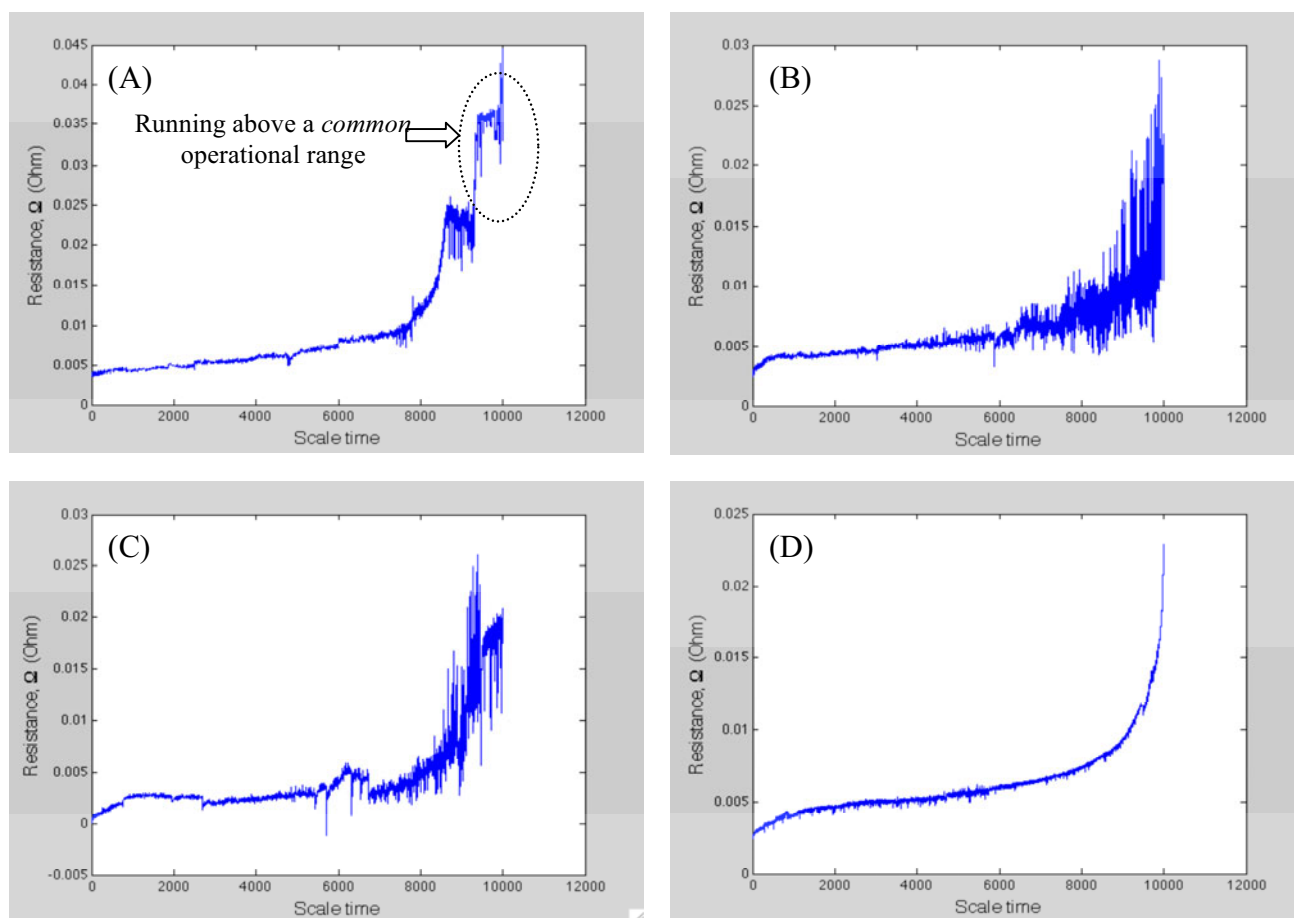 (A)
Running above a common
operational range
Resistance, Ω (Ohm)
0.045
0.04
0.035
0.03
0.025
0.02
0.015
0.01
0.005
0
0 2000 4000 6000 8000 10000 12000
Scale time
(B)
Resistance, Ω (Ohm)
0.03
0.025
0.02
0.015
0.01
0.005
0
0 2000 4000 6000 8000 10000 12000
Scale time
(C)
Resistance, Ω (Ohm)
0.03
0.025
0.02
0.015
0.01
0.005
0
-0.005
0 2000 4000 6000 8000 10000 12000
Scale time
(D)
Resistance, Ω (Ohm)
0.025
0.02
0.015
0.01
0.005
0
0 2000 4000 6000 8000 10000 12000
Scale time